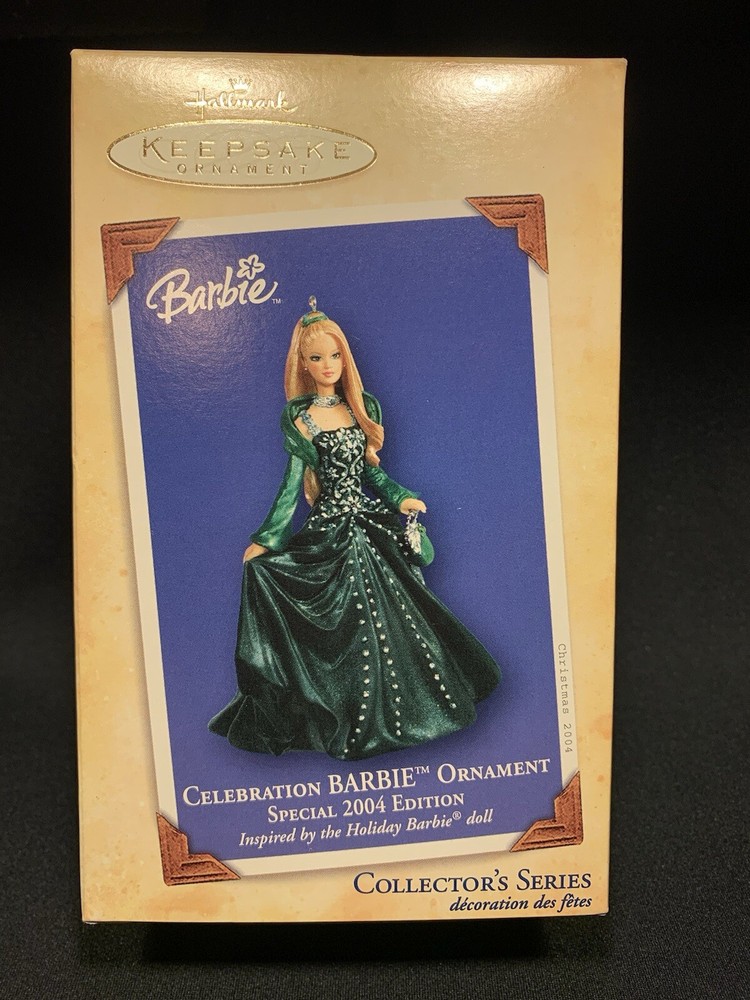 Hallmark
KEEPSAKE
ORNAMENT
Barbie™
Christmas 2004
CELEBRATION BARBIE™ ORNAMENT
SPECIAL 2004 EDITION
Inspired by the Holiday Barbie® doll
COLLECTOR'S SERIES
décoration des fêtes